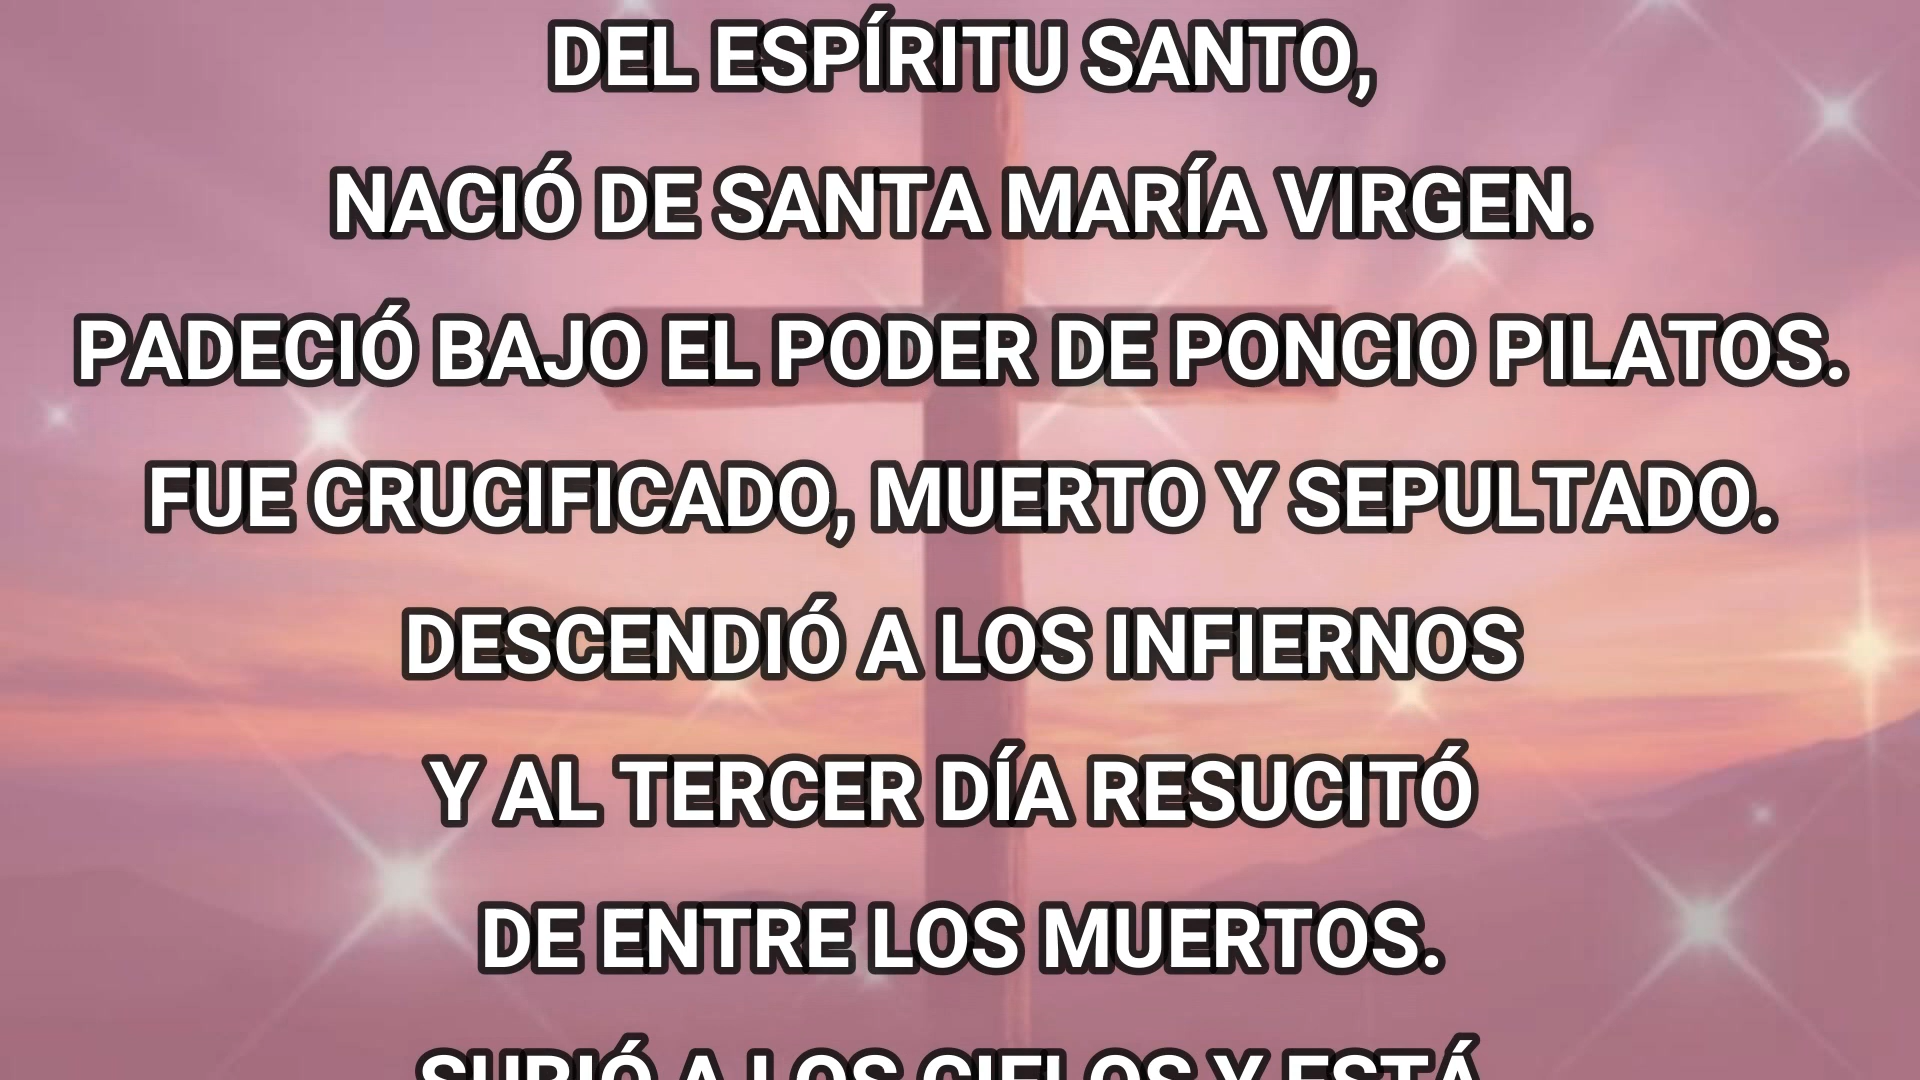 DEL ESPÍRITU SANTO,
NACIÓ DE SANTA MARÍA VIRGEN.
PADECIÓ BAJO EL PODER DE PONCIO PILATOS.
FUE CRUCIFICADO, MUERTO Y SEPULTADO.
DESCENDIÓ A LOS INFIERNOS
Y AL TERCER DÍA RESUCITÓ
DE ENTRE LOS MUERTOS.
SUBIÓ A LOS CIELOS Y ESTÁ